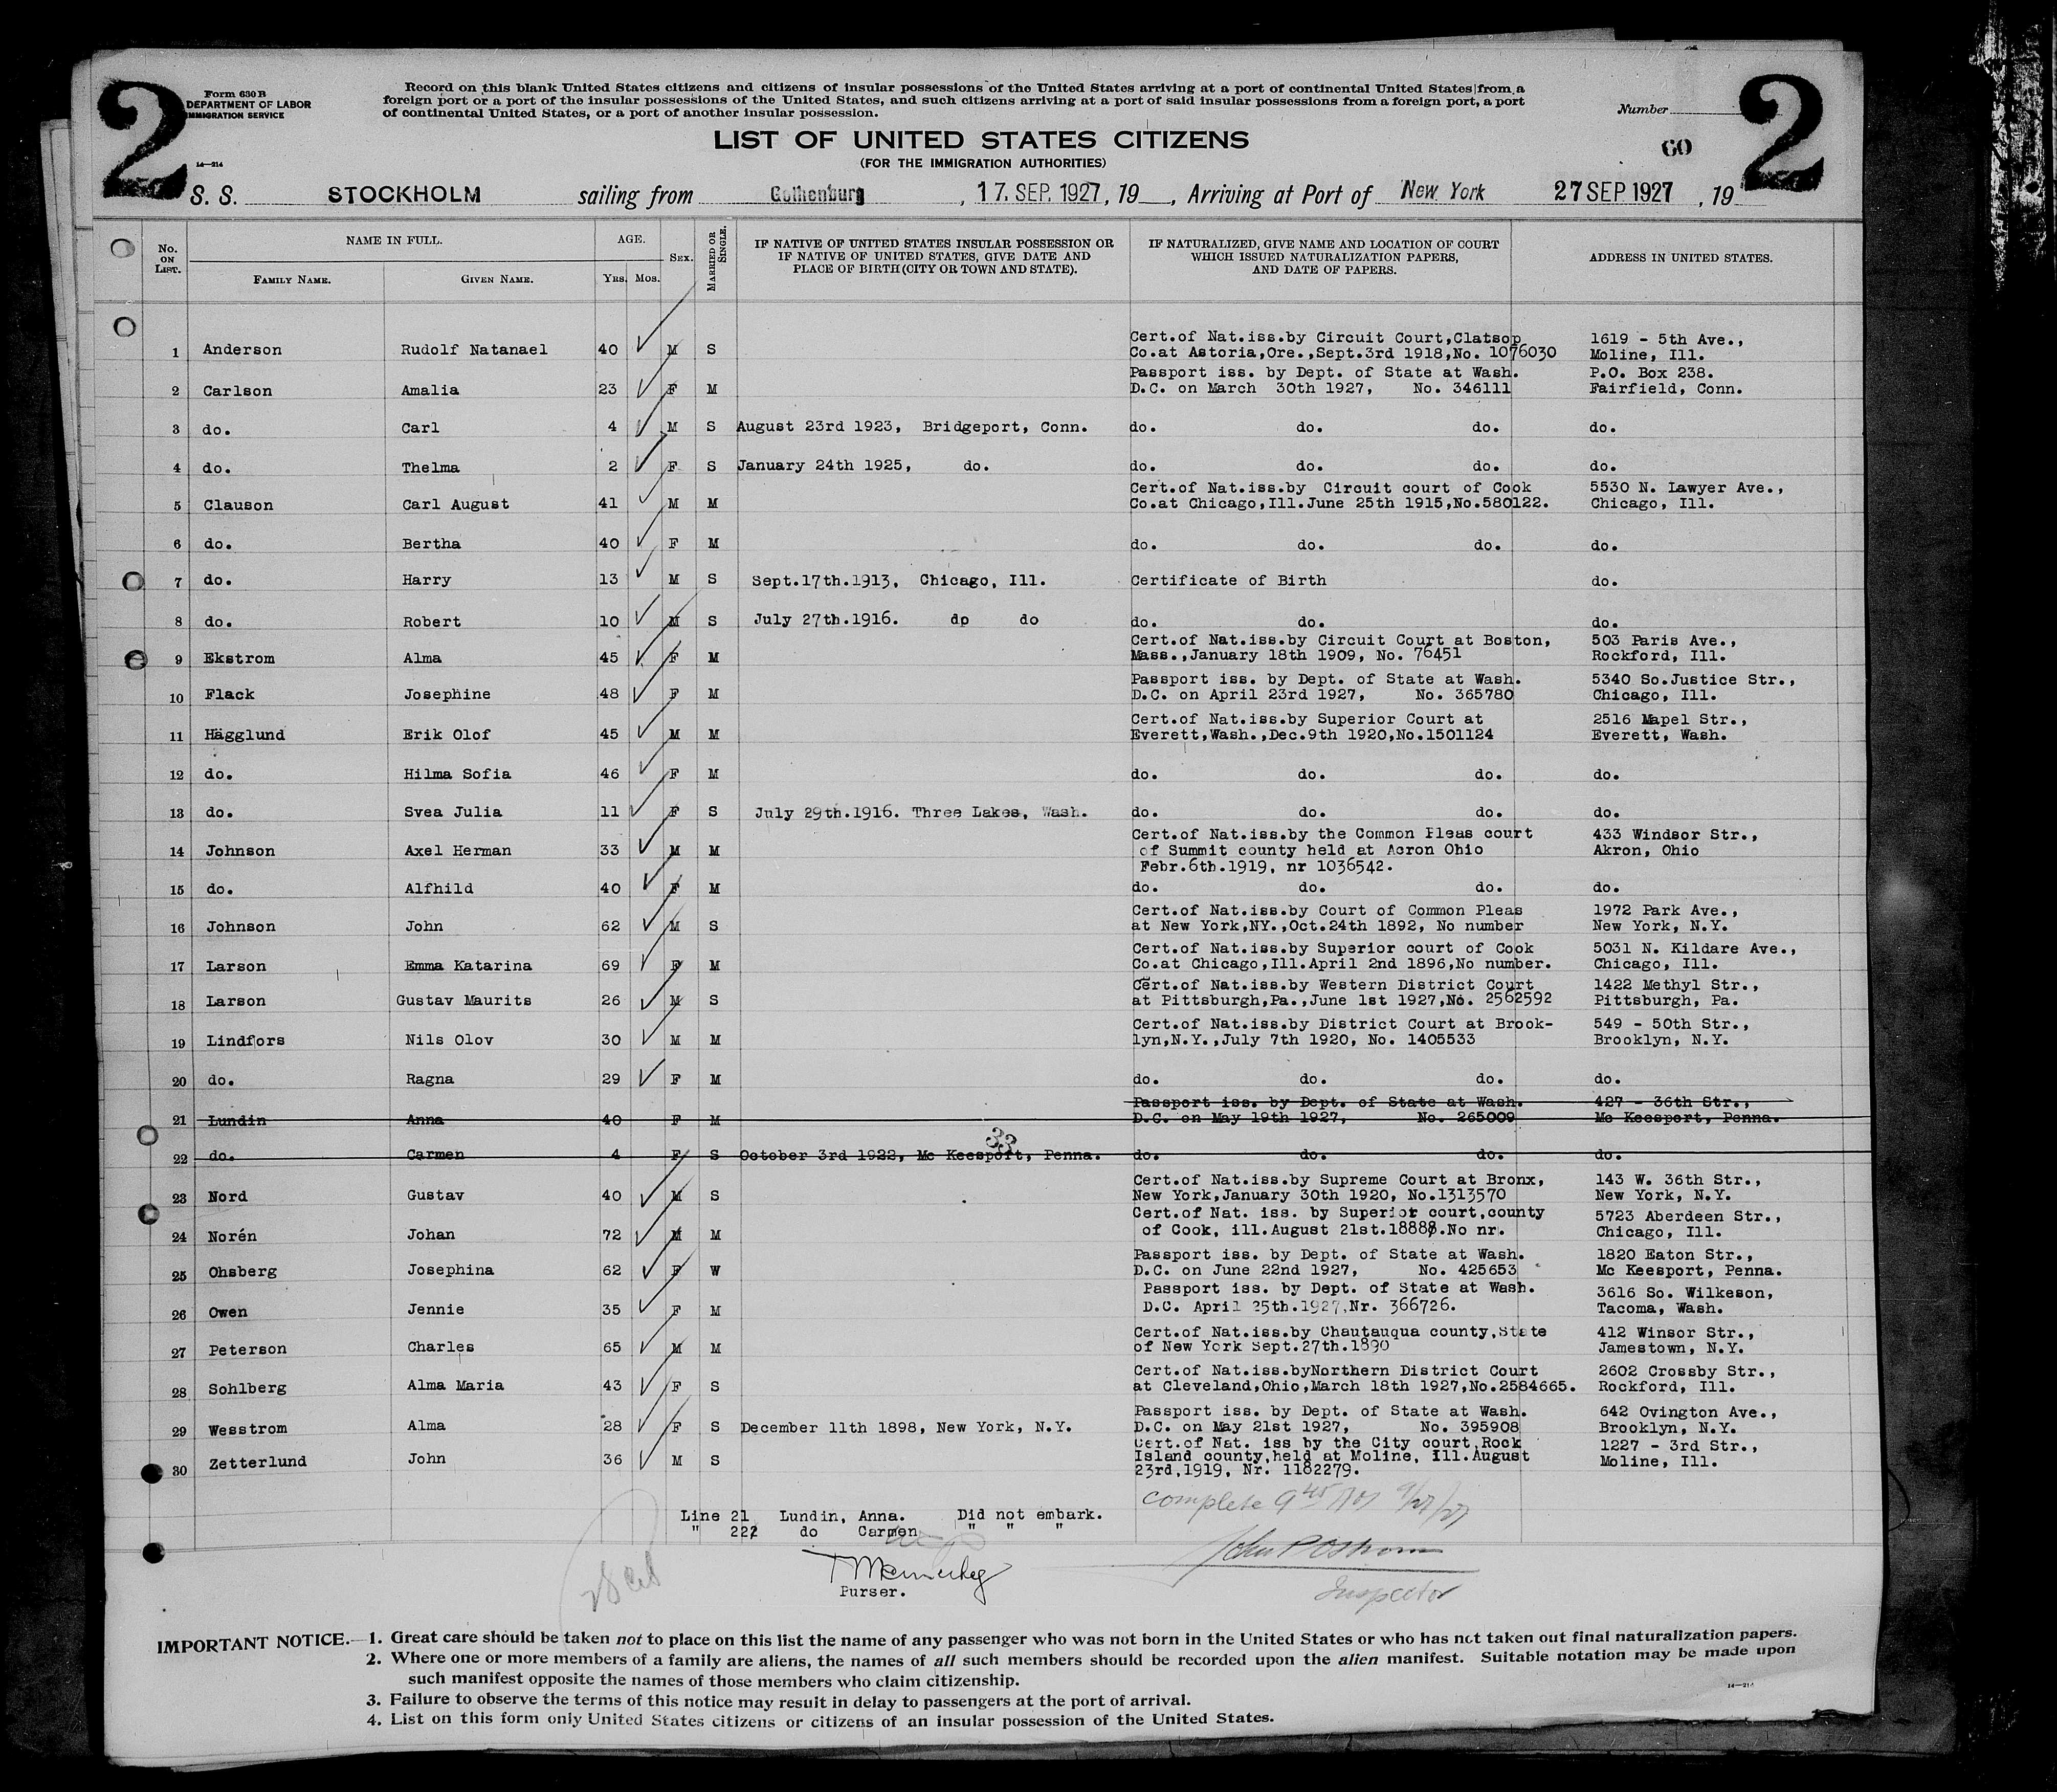 2
2
Form 630 B
DEPARTMENT OF LABOR
IMMIGRATION SERVICE
14—214
Record on this blank United States citizens and citizens of insular possessions of the United States arriving at a port of continental United States from a
foreign port or a port of the insular possessions of the United States, and such citizens arriving at a port of said insular possessions from a foreign port, a port
of continental United States, or a port of another insular possession.
Number
LIST OF UNITED STATES CITIZENS
(FOR THE IMMIGRATION AUTHORITIES)
60
S. S. STOCKHOLM sailing from Gothenburg, 17. SEP. 1927, 19__, Arriving at Port of New York 27 SEP 1927, 19
No. ON LIST. NAME IN FULL. AGE. SEX. MARRIED OR SINGLE. IF NATIVE OF UNITED STATES INSULAR POSSESSION OR IF NATIVE OF UNITED STATES, GIVE DATE AND PLACE OF BIRTH (CITY OR TOWN AND STATE). IF NATURALIZED, GIVE NAME AND LOCATION OF COURT WHICH ISSUED NATURALIZATION PAPERS, AND DATE OF PAPERS. ADDRESS IN UNITED STATES.
FAMILY NAME. GIVEN NAME. YRS. MOS.
Cert.of Nat.iss.by Circuit Court,Clatsop 1619 - 5th Ave.,
1 Anderson Rudolf Natanael 40 M S Co.at Astoria,Ore.,Sept.3rd 1918,No. 1076030 Moline, Ill.
Passport iss. by Dept. of State at Wash. P.O. Box 238.
2 Carlson Amalia 23 F M D.C. on March 30th 1927, No. 346111 Fairfield, Conn.
3 do. Carl 4 M S August 23rd 1923, Bridgeport, Conn. do. do. do. do.
4 do. Thelma 2 F S January 24th 1925, do. do. do. do. do.
Cert.of Nat.iss.by Circuit court of Cook 5530 N. Lawyer Ave.,
5 Clauson Carl August 41 M M Co.at Chicago,Ill.June 25th 1915,No.580122. Chicago, Ill.
6 do. Bertha 40 F M do. do. do. do.
7 do. Harry 13 M S Sept.17th.1913, Chicago, Ill. Certificate of Birth do.
8 do. Robert 10 M S July 27th.1916. do do do. do. do.
Cert.of Nat.iss.by Circuit Court at Boston, 503 Paris Ave.,
9 Ekstrom Alma 45 F M Mass.,January 18th 1909, No. 76451 Rockford, Ill.
Passport iss. by Dept. of State at Wash. 5340 So.Justice Str.,
10 Flack Josephine 48 F M D.C. on April 23rd 1927, No. 365780 Chicago, Ill.
Cert.of Nat.iss.by Superior Court at 2516 Mapel Str.,
11 Hägglund Erik Olof 45 M M Everett,Wash.,Dec.9th 1920,No.1501124 Everett, Wash.
12 do. Hilma Sofia 46 F M do. do. do. do.
13 do. Svea Julia 11 F S July 29th.1916. Three Lakes, Wash. do. do. do. do.
Cert.of Nat.iss.by the Common Pleas court 433 Windsor Str.,
14 Johnson Axel Herman 33 M M of Summit county held at Acron Ohio Akron, Ohio
Febr.6th.1919, nr 1036542.
15 do. Alfhild 40 F M do. do. do. do.
Cert.of Nat.iss.by Court of Common Pleas 1972 Park Ave.,
16 Johnson John 62 M S at New York,NY.,Oct.24th 1892, No number New York, N.Y.
Cert.of Nat.iss.by Superior court of Cook 5031 N. Kildare Ave.,
17 Larson Emma Katarina 69 F M Co.at Chicago,Ill.April 2nd 1896,No number. Chicago, Ill.
Cert.of Nat.iss.by Western District Court 1422 Methyl Str.,
18 Larson Gustav Maurits 26 M S at Pittsburgh,Pa.,June 1st 1927,No. 2562592 Pittsburgh, Pa.
Cert.of Nat.iss.by District Court at Brook- 549 - 50th Str.,
19 Lindfors Nils Olov 30 M M lyn,N.Y.,July 7th 1920, No. 1405533 Brooklyn, N.Y.
20 do. Ragna 29 F M do. do. do. do.
Passport iss. by Dept. of State at Wash. 427 - 36th Str.,
21 Lundin Anna 40 F M D.C. on May 19th 1927, No. 265009 Mc Keesport, Penna.
33
22 do. Carmen 4 F S October 3rd 1922, Mc Keesport, Penna. do. do. do. do.
Cert.of Nat.iss.by Supreme Court at Bronx, 143 W. 36th Str.,
23 Nord Gustav 40 M S New York,January 30th 1920, No.1313570 New York, N.Y.
Cert.of Nat. iss. by Superior court,county 5723 Aberdeen Str.,
24 Norén Johan 72 M M of Cook, ill.August 21st.1888.No nr. Chicago, Ill.
Passport iss. by Dept. of State at Wash. 1820 Eaton Str.,
25 Ohsberg Josephina 62 F W D.C. on June 22nd 1927, No. 425653 Mc Keesport, Penna.
Passport iss. by Dept. of State at Wash. 3616 So. Wilkeson,
26 Owen Jennie 35 F M D.C. April 25th.1927,Nr. 366726. Tacoma, Wash.
Cert.of Nat.iss.by Chautauqua county,State 412 Winsor Str.,
27 Peterson Charles 65 M M of New York Sept.27th.1890 Jamestown, N.Y.
Cert.of Nat.iss.byNorthern District Court 2602 Crossby Str.,
28 Sohlberg Alma Maria 43 F S at Cleveland,Ohio,March 18th 1927,No.2584665. Rockford, Ill.
Passport iss. by Dept. of State at Wash. 642 Ovington Ave.,
29 Wesstrom Alma 28 F S December 11th 1898, New York, N.Y. D.C. on May 21st 1927, No. 395908 Brooklyn, N.Y.
Cert.of Nat. iss by the City court,Rock 1227 - 3rd Str.,
30 Zetterlund John 36 M S Island county,held at Moline, Ill.August Moline, Ill.
23rd,1919, Nr. 1182279.
complete 9 45 9/27/27
Line 21 Lundin, Anna. Did not embark.
" 22 do Carmen " " "
Purser.
Inspector
IMPORTANT NOTICE.—1. Great care should be taken not to place on this list the name of any passenger who was not born in the United States or who has not taken out final naturalization papers.
2. Where one or more members of a family are aliens, the names of all such members should be recorded upon the alien manifest. Suitable notation may be made upon
such manifest opposite the names of those members who claim citizenship.
3. Failure to observe the terms of this notice may result in delay to passengers at the port of arrival.
4. List on this form only United States citizens or citizens of an insular possession of the United States.
14—214